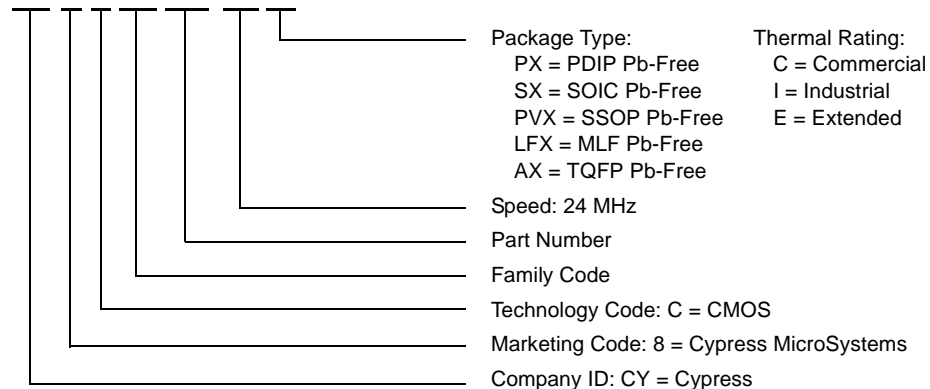 Package Type: Thermal Rating:
PX = PDIP Pb-Free C = Commercial
SX = SOIC Pb-Free I = Industrial
PVX = SSOP Pb-Free E = Extended
LFX = MLF Pb-Free
AX = TQFP Pb-Free
Speed: 24 MHz
Part Number
Family Code
Technology Code: C = CMOS
Marketing Code: 8 = Cypress MicroSystems
Company ID: CY = Cypress